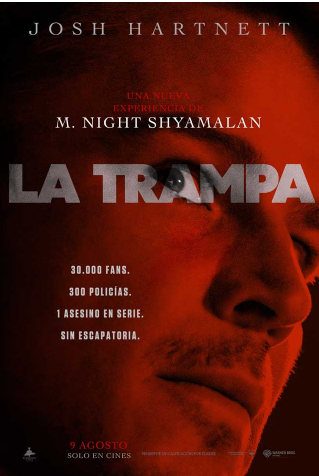 JOSH HARTNETT
UNA NUEVA
EXPERIENCIA DE
M. NIGHT SHYAMALAN
LA TRAMPA
30.000 FANS.
300 POLICÍAS.
1 ASESINO EN SERIE.
SIN ESCAPATORIA.
9 AGOSTO
SOLO EN CINES